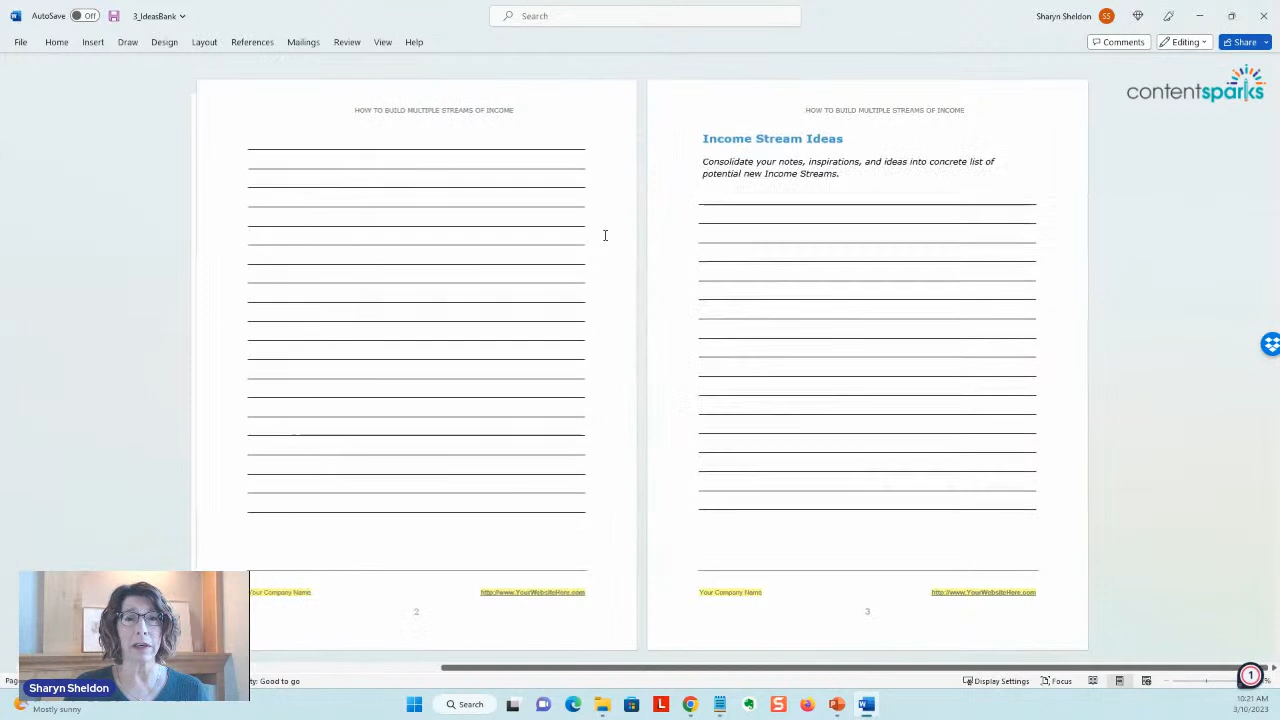 AutoSave Off 3_IdeasBank
Search
Sharyn Sheldon SS
File Home Insert Draw Design Layout References Mailings Review View Help
Comments Editing Share
contentsparks
HOW TO BUILD MULTIPLE STREAMS OF INCOME
Your Company Name http://www.YourWebsiteHere.com
2
HOW TO BUILD MULTIPLE STREAMS OF INCOME
Income Stream Ideas
Consolidate your notes, inspirations, and ideas into concrete list of
potential new Income Streams.
Your Company Name http://www.YourWebsiteHere.com
3
Sharyn Sheldon
Good to go
Display Settings Focus
1
Mostly sunny
Search
10:21 AM
3/10/2023